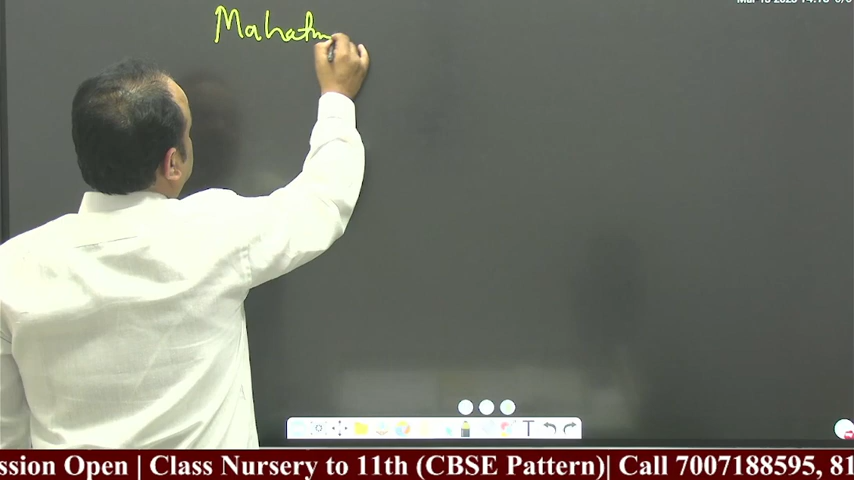 Mahatm
ssion Open | Class Nursery to 11th (CBSE Pattern)| Call 7007188595, 81